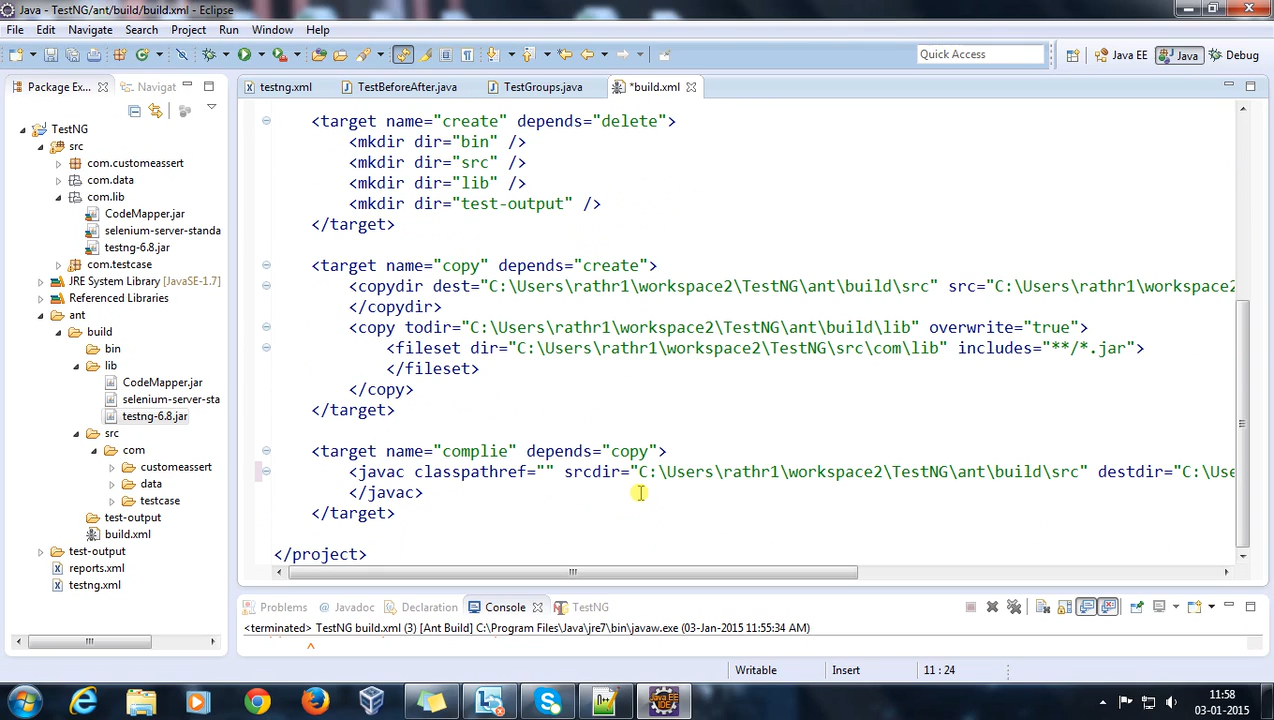 Java - TestNG/ant/build/build.xml - Eclipse
File Edit Navigate Search Project Run Window Help
Quick Access Java EE Java Debug
Package Ex... Navigat testng.xml TestBeforeAfter.java TestGroups.java *build.xml
TestNG
src
com.customeassert
com.data
com.lib
CodeMapper.jar
selenium-server-standa
testng-6.8.jar
com.testcase
JRE System Library [JavaSE-1.7]
Referenced Libraries
ant
build
bin
lib
CodeMapper.jar
selenium-server-sta
testng-6.8.jar
src
com
customeassert
data
testcase
test-output
build.xml
test-output
reports.xml
testng.xml
<target name="create" depends="delete">
<mkdir dir="bin" />
<mkdir dir="src" />
<mkdir dir="lib" />
<mkdir dir="test-output" />
</target>
<target name="copy" depends="create">
<copydir dest="C:\Users\rathr1\workspace2\TestNG\ant\build\src" src="C:\Users\rathr1\workspace2
</copydir>
<copy todir="C:\Users\rathr1\workspace2\TestNG\ant\build\lib" overwrite="true">
<fileset dir="C:\Users\rathr1\workspace2\TestNG\src\com\lib" includes="**/*.jar">
</fileset>
</copy>
</target>
<target name="complie" depends="copy">
<javac classpathref="" srcdir="C:\Users\rathr1\workspace2\TestNG\ant\build\src" destdir="C:\Use
</javac>
</target>
</project>
Problems Javadoc Declaration Console TestNG
<terminated> TestNG build.xml (3) [Ant Build] C:\Program Files\Java\jre7\bin\javaw.exe (03-Jan-2015 11:55:34 AM)
^
Writable Insert 11 : 24
11:58
03-01-2015